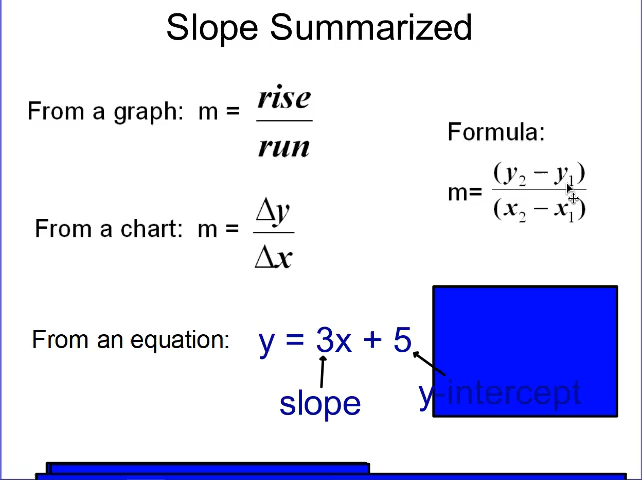 Slope Summarized
From a graph: m = rise
run
Formula:
m= (y₂ − y₁)
(x₂ − x₁)
From a chart: m = Δy
Δx
From an equation: y = 3x + 5
slope
y-intercept